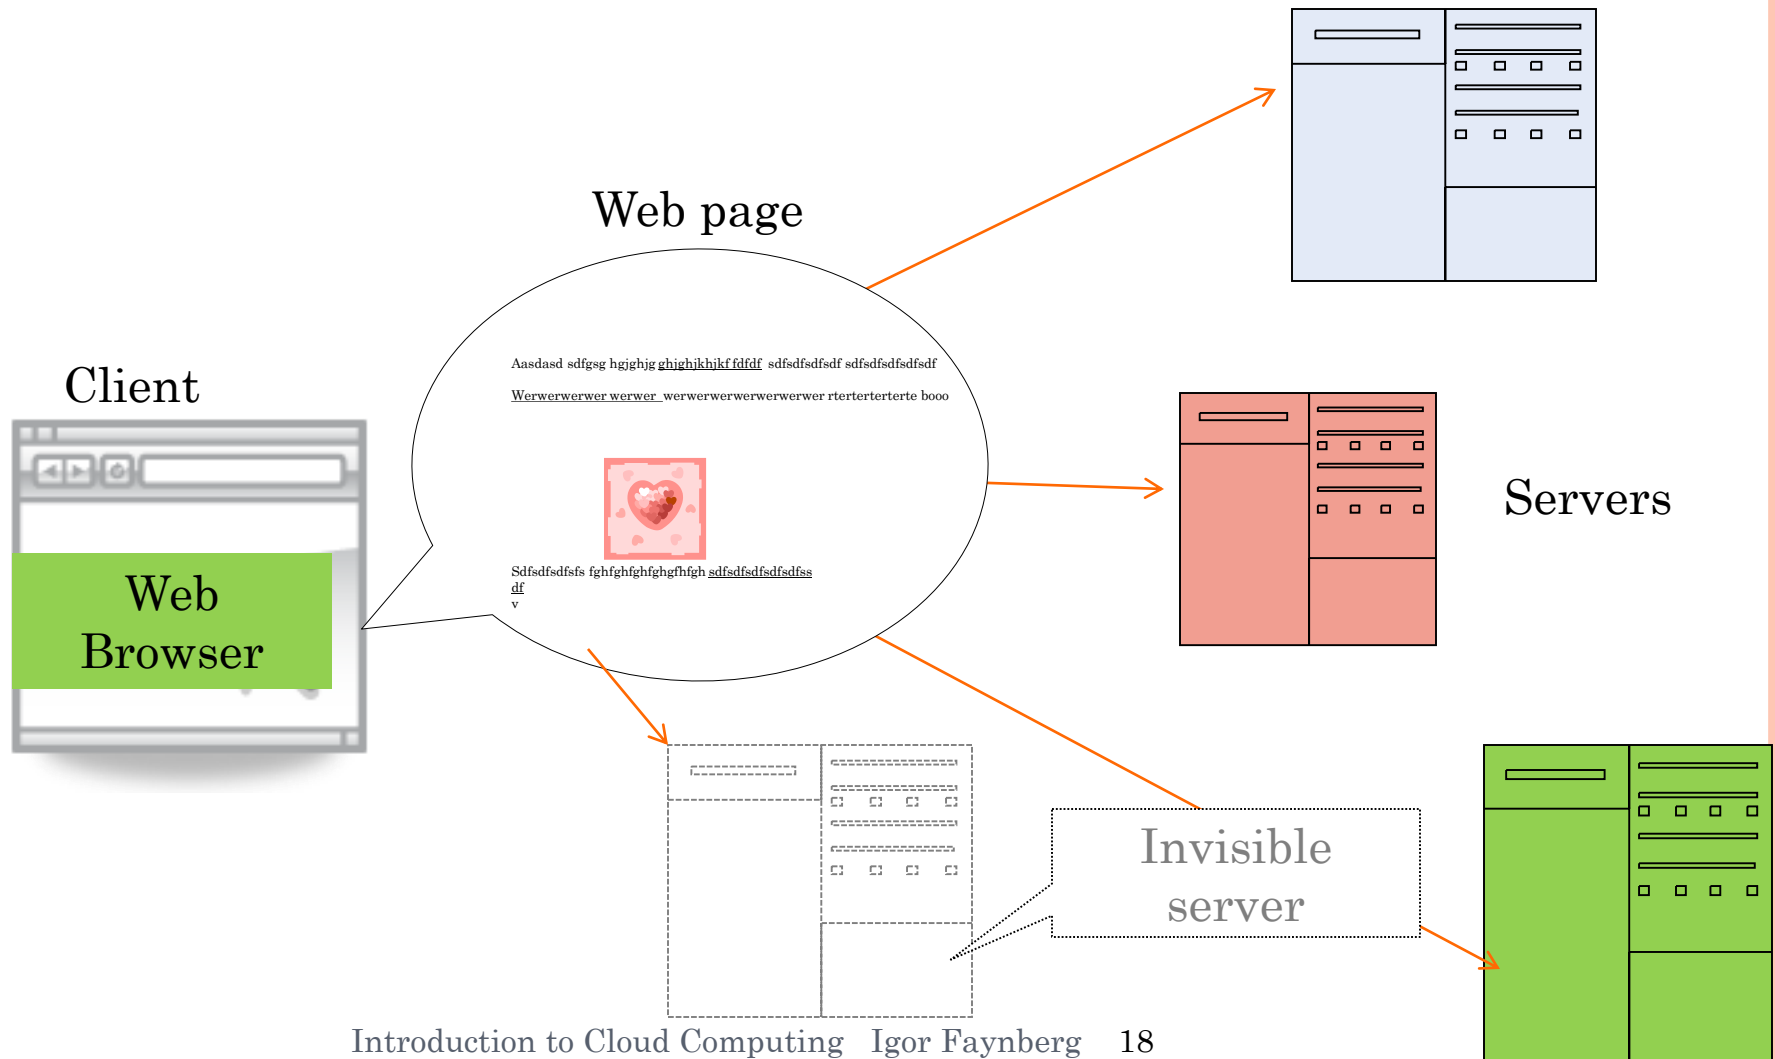 Web page
Client
Aasdasd sdfgsg hgjghjg ghjghjkhjkf fdfdf sdfsdfsdfsdf sdfsdfsdfsdfsdf
Werwerwerwer werwer werwerwerwerwerwerwer rterterterterte booo
Servers
Web
Browser
Sdfsdfsdfsfs fghfghfghfghgfhfgh sdfsdfsdfsdfsdfss
df
v
Invisible
server
Introduction to Cloud Computing Igor Faynberg 18